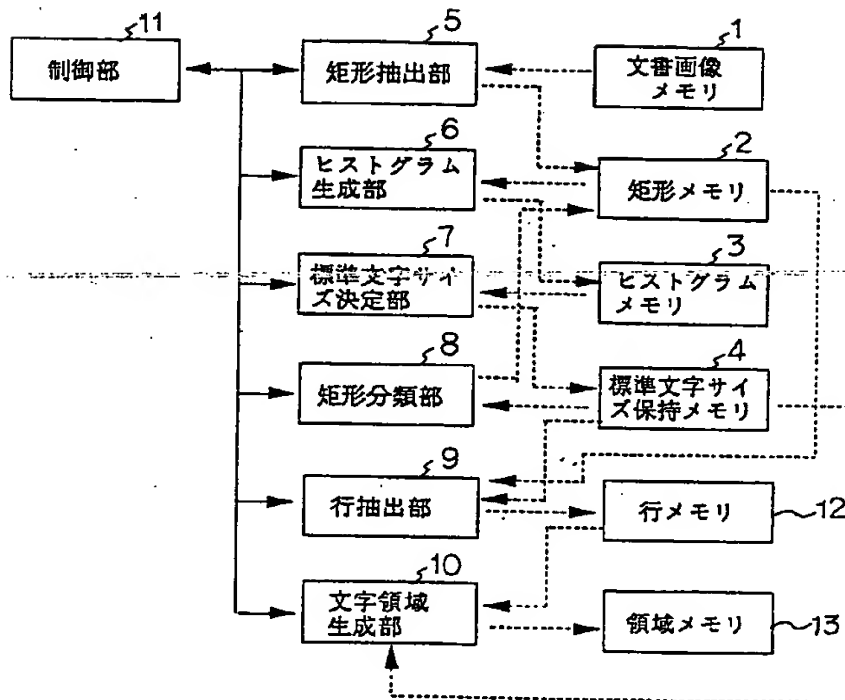 11
制御部
5
矩形抽出部
1
文書画像
メモリ
6
ヒストグラム
生成部
2
矩形メモリ
7
標準文字サイ
ズ決定部
3
ヒストグラム
メモリ
8
矩形分類部
4
標準文字サイ
ズ保持メモリ
9
行抽出部
行メモリ
12
10
文字領域
生成部
領域メモリ
13